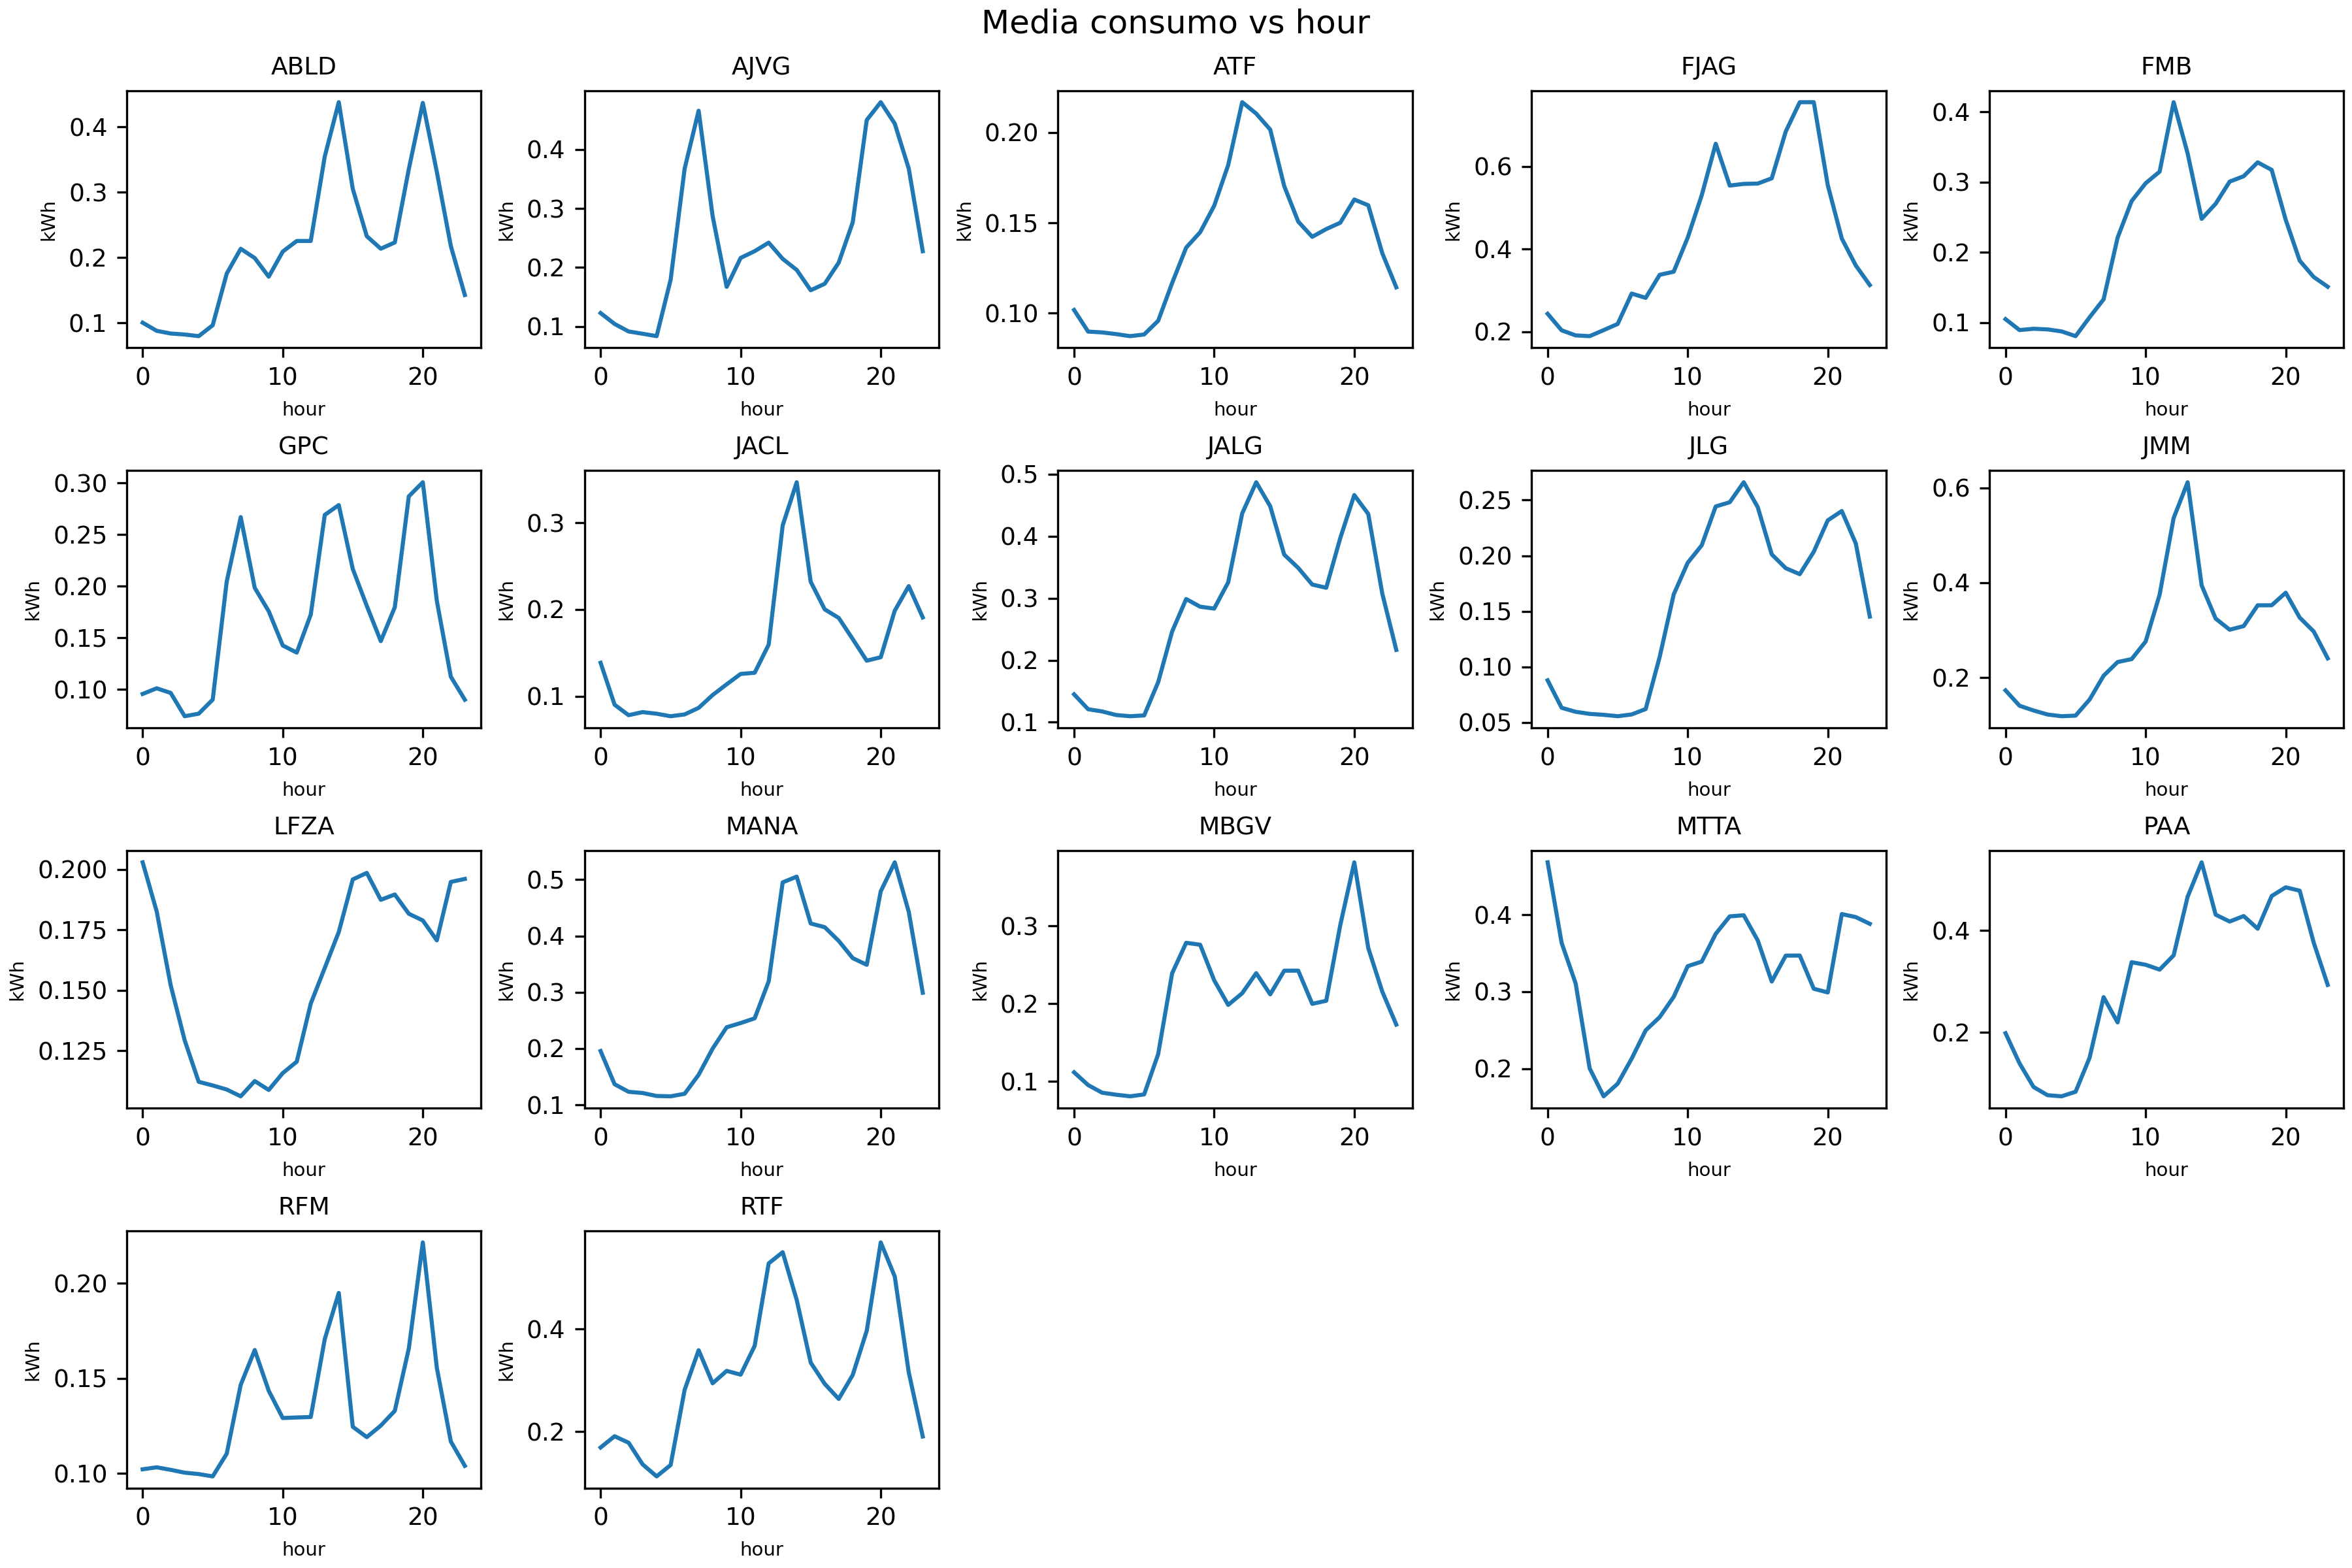 Media consumo vs hour
ABLD AJVG ATF FJAG FMB
0.4 0.3 0.2 0.1 kWh
0.4 0.3 0.2 0.1 kWh
0.20 0.15 0.10 kWh
0.6 0.4 0.2 kWh
0.4 0.3 0.2 0.1 kWh
0 10 20 0 10 20 0 10 20 0 10 20 0 10 20
hour hour hour hour hour
GPC JACL JALG JLG JMM
0.30 0.25 0.20 0.15 0.10 kWh
0.3 0.2 0.1 kWh
0.5 0.4 0.3 0.2 0.1 kWh
0.25 0.20 0.15 0.10 0.05 kWh
0.6 0.4 0.2 kWh
0 10 20 0 10 20 0 10 20 0 10 20 0 10 20
hour hour hour hour hour
LFZA MANA MBGV MTTA PAA
0.200 0.175 0.150 0.125 kWh
0.5 0.4 0.3 0.2 0.1 kWh
0.3 0.2 0.1 kWh
0.4 0.3 0.2 kWh
0.4 0.2 kWh
0 10 20 0 10 20 0 10 20 0 10 20 0 10 20
hour hour hour hour hour
RFM RTF
0.20 0.15 0.10 kWh
0.4 0.2 kWh
0 10 20 0 10 20
hour hour